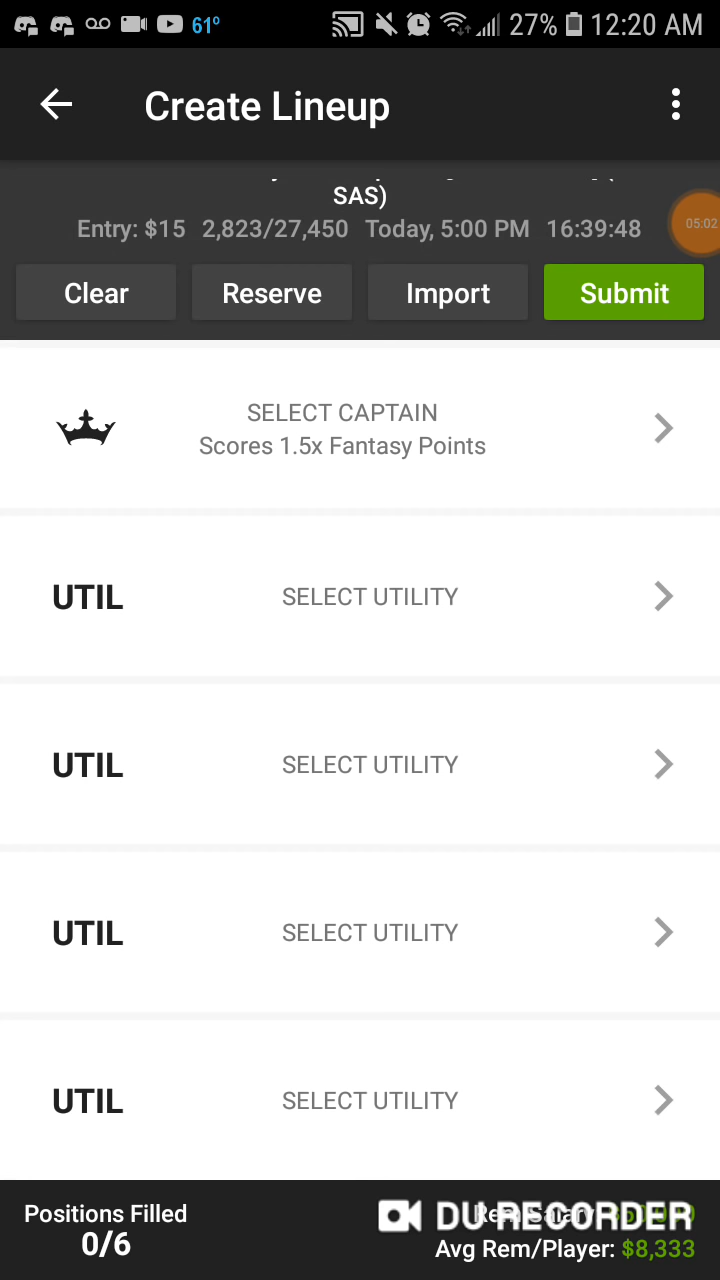 61° 27% 12:20 AM
Create Lineup
SAS)
Entry: $15 2,823/27,450 Today, 5:00 PM 16:39:48
05:02
Clear Reserve Import Submit
SELECT CAPTAIN
Scores 1.5x Fantasy Points
UTIL SELECT UTILITY
UTIL SELECT UTILITY
UTIL SELECT UTILITY
UTIL SELECT UTILITY
Positions Filled
0/6
DU RECORDER
Avg Rem/Player: $8,333